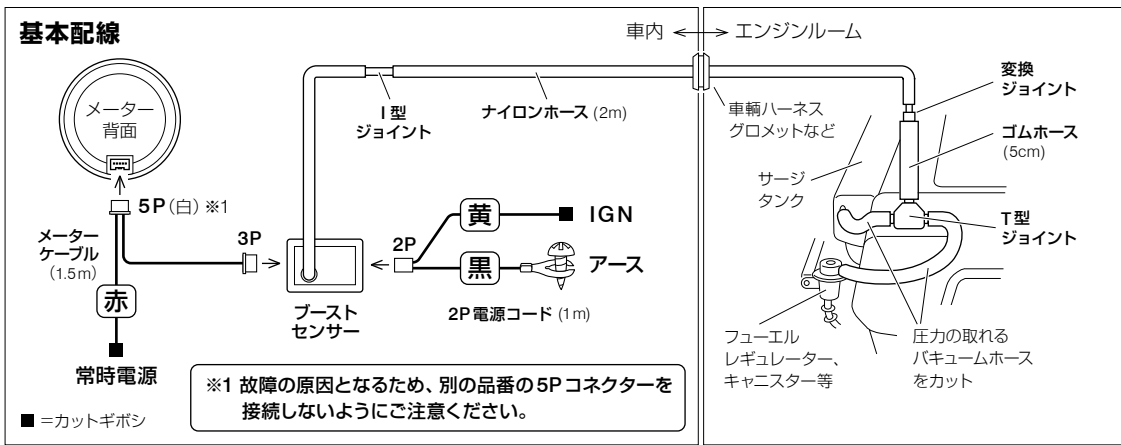 基本配線
車内 ←→ エンジンルーム
メーター
背面
I型
ジョイント
ナイロンホース (2m)
車輌ハーネス
グロメットなど
変換
ジョイント
ゴムホース
(5cm)
サージ
タンク
T型
ジョイント
5P(白) ※1
メーター
ケーブル
(1.5m)
3P
2P
黄
IGN
黒
アース
赤
常時電源
ブースト
センサー
2P電源コード (1m)
フューエル
レギュレーター、
キャニスター等
圧力の取れる
バキュームホース
をカット
※1 故障の原因となるため、別の品番の5Pコネクターを
接続しないようにご注意ください。
■=カットギボシ